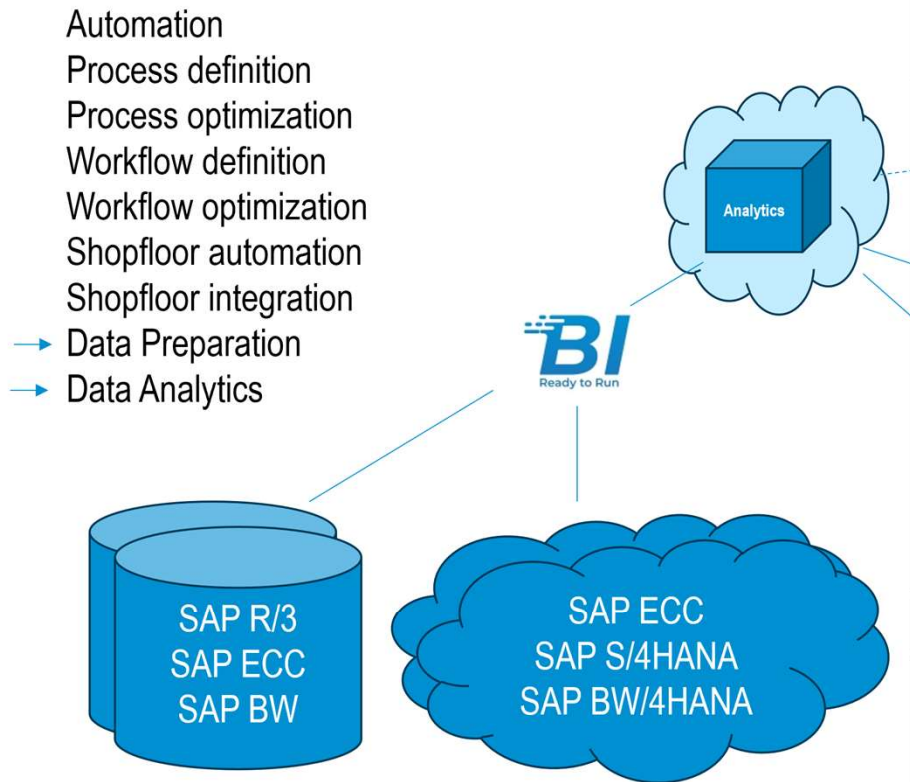 Automation
Process definition
Process optimization
Workflow definition
Workflow optimization
Shopfloor automation
Shopfloor integration
Data Preparation
Data Analytics
Analytics
BI
Ready to Run
SAP R/3
SAP ECC
SAP BW
SAP ECC
SAP S/4HANA
SAP BW/4HANA